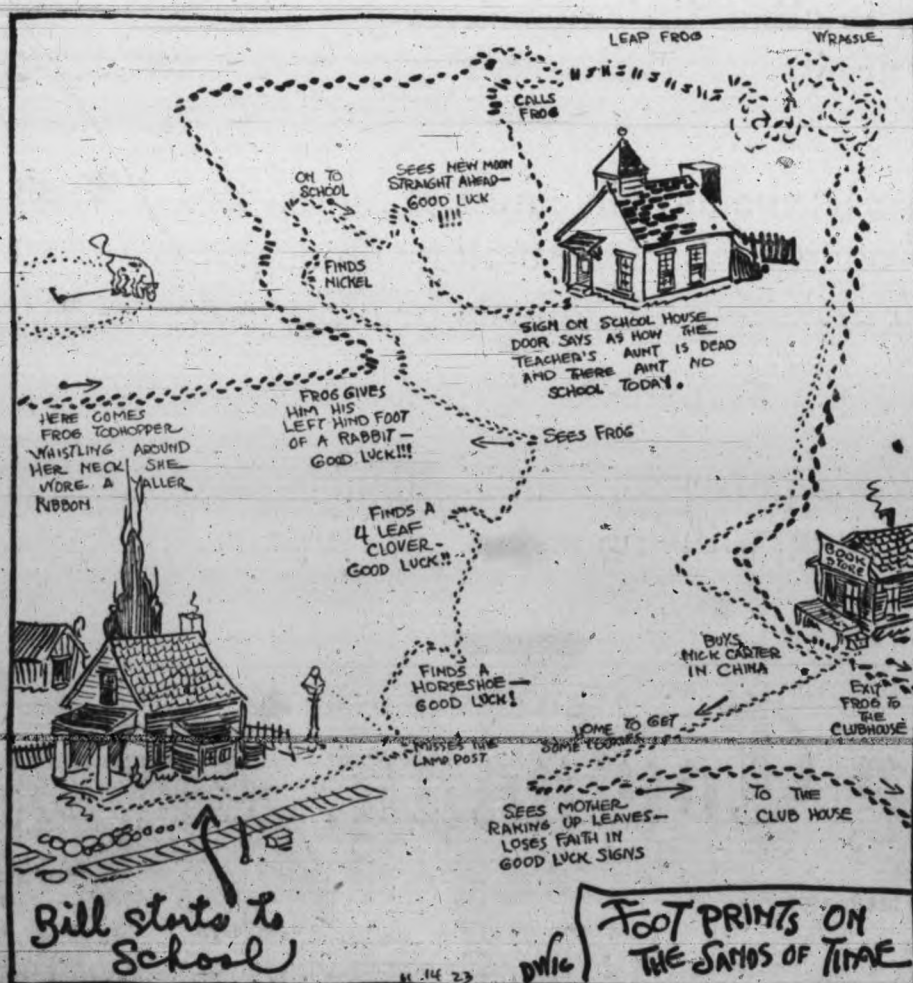 LEAP FROG
WRASSLE
CALLS
FROG
ON TO
SCHOOL
SEES NEW MOON
STRAIGHT AHEAD—
GOOD LUCK
!!!!
FINDS
NICKEL
SIGN ON SCHOOL HOUSE
DOOR SAYS AS HOW THE
TEACHER'S AUNT IS DEAD
AND THERE AINT NO
SCHOOL TODAY.
HERE COMES
FROG TODHOPPER
WHISTLING AROUND
HER NECK SHE
WORE A YALLER
RIBBON
FROG GIVES
HIM HIS
LEFT HIND FOOT
OF A RABBIT—
GOOD LUCK!!!
SEES FROG
FINDS A
4 LEAF
CLOVER—
GOOD LUCK!!
BOOK
STORE
FINDS A
HORSESHOE—
GOOD LUCK!
BUYS
NICK CARTER
IN CHINA
EXIT
FROG TO
THE
CLUBHOUSE
MISSES THE
LAMP POST
HOME TO GET
SOME
SEES MOTHER
RAKING UP LEAVES—
LOSES FAITH IN
GOOD LUCK SIGNS
TO THE
CLUB HOUSE
Bill starts to
School
14 23
DWIG
FOOT PRINTS ON
THE SANDS OF TIME